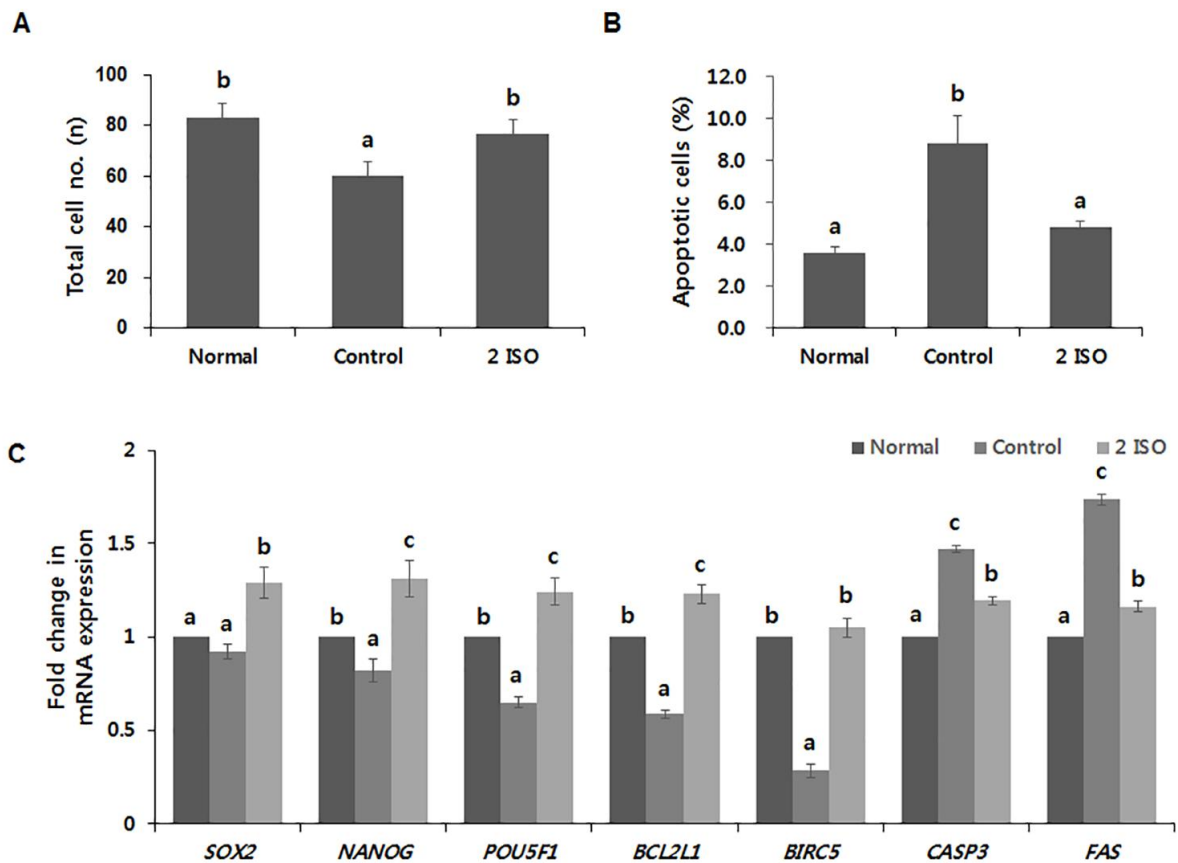 A
Total cell no. (n)
100
80
60
40
20
0
b
a
b
Normal Control 2 ISO
B
Apoptotic cells (%)
12.0
10.0
8.0
6.0
4.0
2.0
0.0
a
b
a
Normal Control 2 ISO
C
Fold change in
mRNA expression
2
1.5
1
0.5
0
Normal Control 2 ISO
a a b
b a c
b a c
b a c
b a b
a c b
a c b
SOX2 NANOG POU5F1 BCL2L1 BIRC5 CASP3 FAS